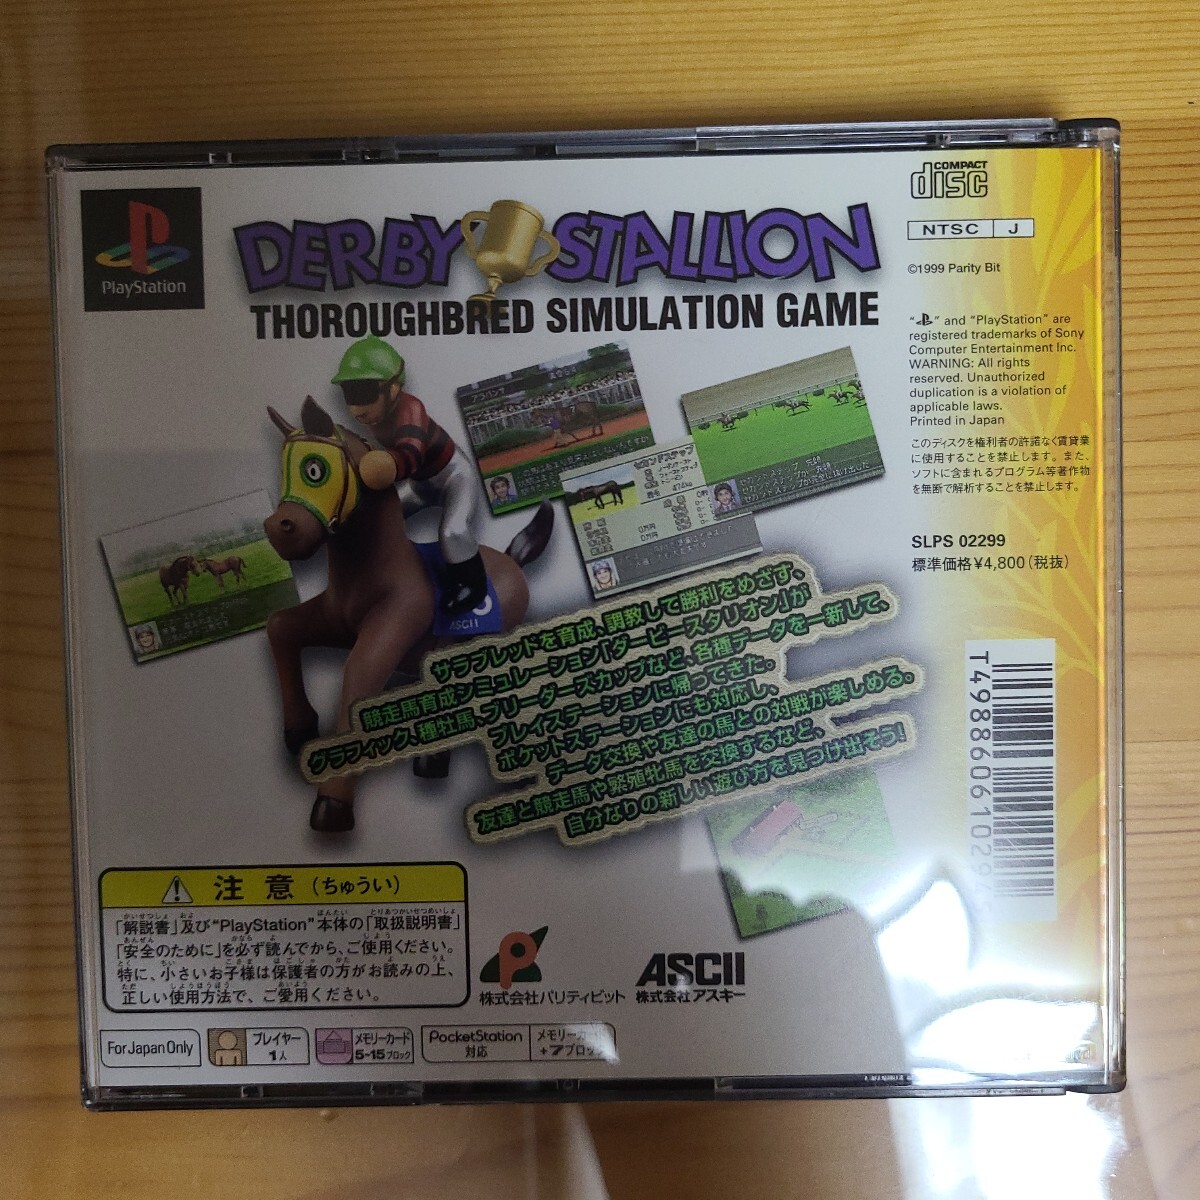 PlayStation
DERBY STALLION
THOROUGHBRED SIMULATION GAME
COMPACT
disc
NTSC J
©1999 Parity Bit
" " and "PlayStation" are
registered trademarks of Sony
Computer Entertainment Inc.
WARNING: All rights
reserved. Unauthorized
duplication is a violation of
applicable laws.
Printed in Japan
このディスクを権利者の許諾なく賃貸業
に使用することを禁止します。また、
ソフトに含まれるプログラム等著作物
を無断で解析することを禁止します。
SLPS 02299
標準価格¥4,800(税抜)
ASCII
サラブレッドを育成、調教して勝利をめざす、
競走馬育成シミュレーション「ダービースタリオン」が
グラフィック、種牡馬、ブリーダーズカップなど、各種データを一新して、
プレイステーションに帰ってきた。
ポケットステーションにも対応し、
データ交換や友達の馬との対戦が楽しめる。
友達と競走馬や繁殖牝馬を交換するなど、
自分なりの新しい遊び方を見つけ出そう!
注意(ちゅうい)
「解説書」及び"PlayStation"本体の「取扱説明書」
「安全のために」を必ず読んでから、ご使用ください。
特に、小さいお子様は保護者の方がお読みの上、
正しい使用方法で、ご愛用ください。
株式会社パリティビット
ASCII
株式会社アスキー
For Japan Only
プレイヤー
1人
メモリーカード
5~15ブロック
PocketStation
対応
メモリーカード
+7ブロック